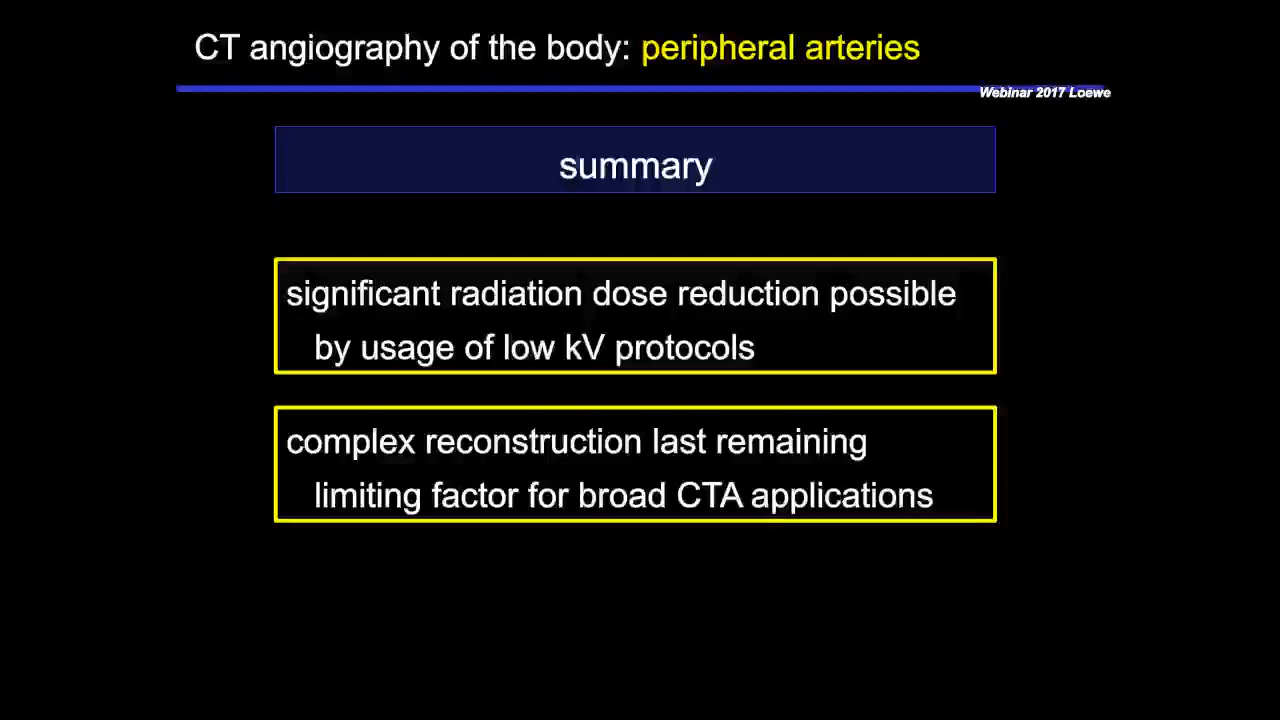 CT angiography of the body: peripheral arteries
Webinar 2017 Loewe
summary
significant radiation dose reduction possible
by usage of low kV protocols
complex reconstruction last remaining
limiting factor for broad CTA applications